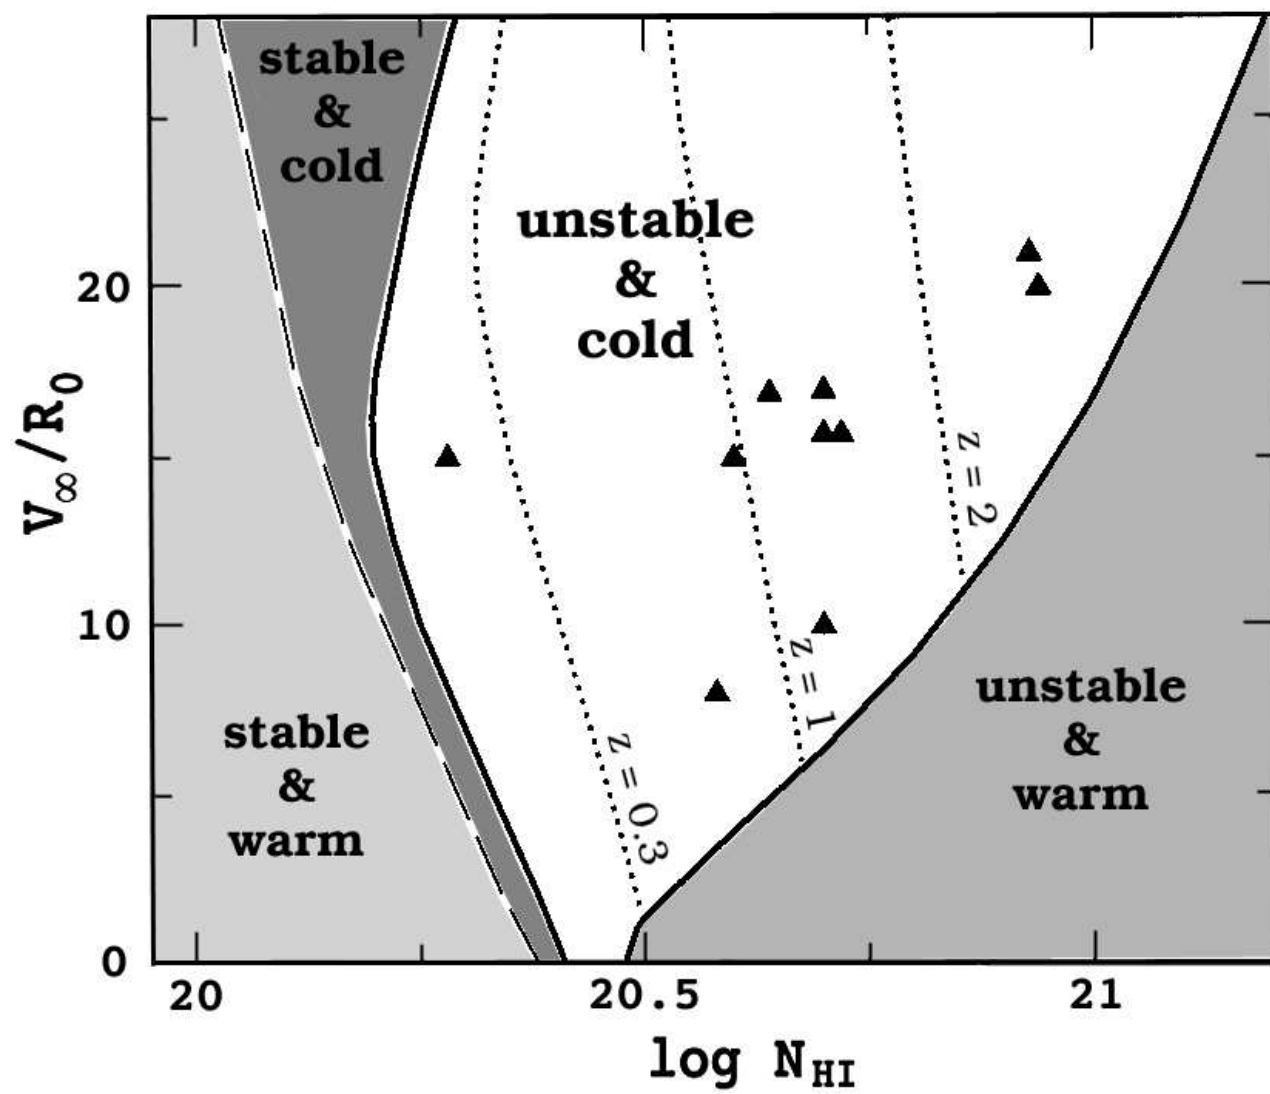 stable
&
cold
unstable
&
cold
20
V∞/R0
z = 2
10
z = 1
unstable
&
warm
stable
&
warm
z = 0.3
0
20
20.5
21
log NHI